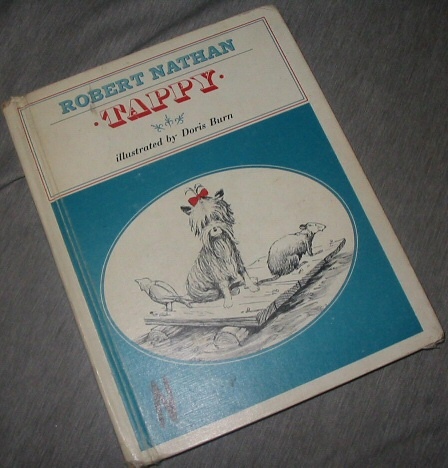 ROBERT NATHAN
·TAPPY·
illustrated by Doris Burn